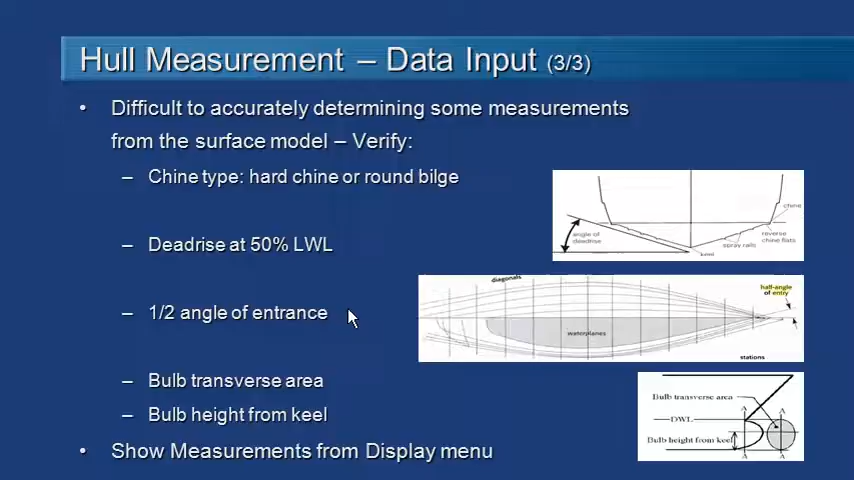 Hull Measurement – Data Input (3/3)
• Difficult to accurately determining some measurements
from the surface model – Verify:
– Chine type: hard chine or round bilge
– Deadrise at 50% LWL
– 1/2 angle of entrance
– Bulb transverse area
– Bulb height from keel
• Show Measurements from Display menu
chine
angle of
deadrise
reverse
chine flats
spray rails
keel
diagonals
half-angle
of entry
waterplanes
stations
Bulb transverse area
A A
DWL
Bulb height from keel
A A